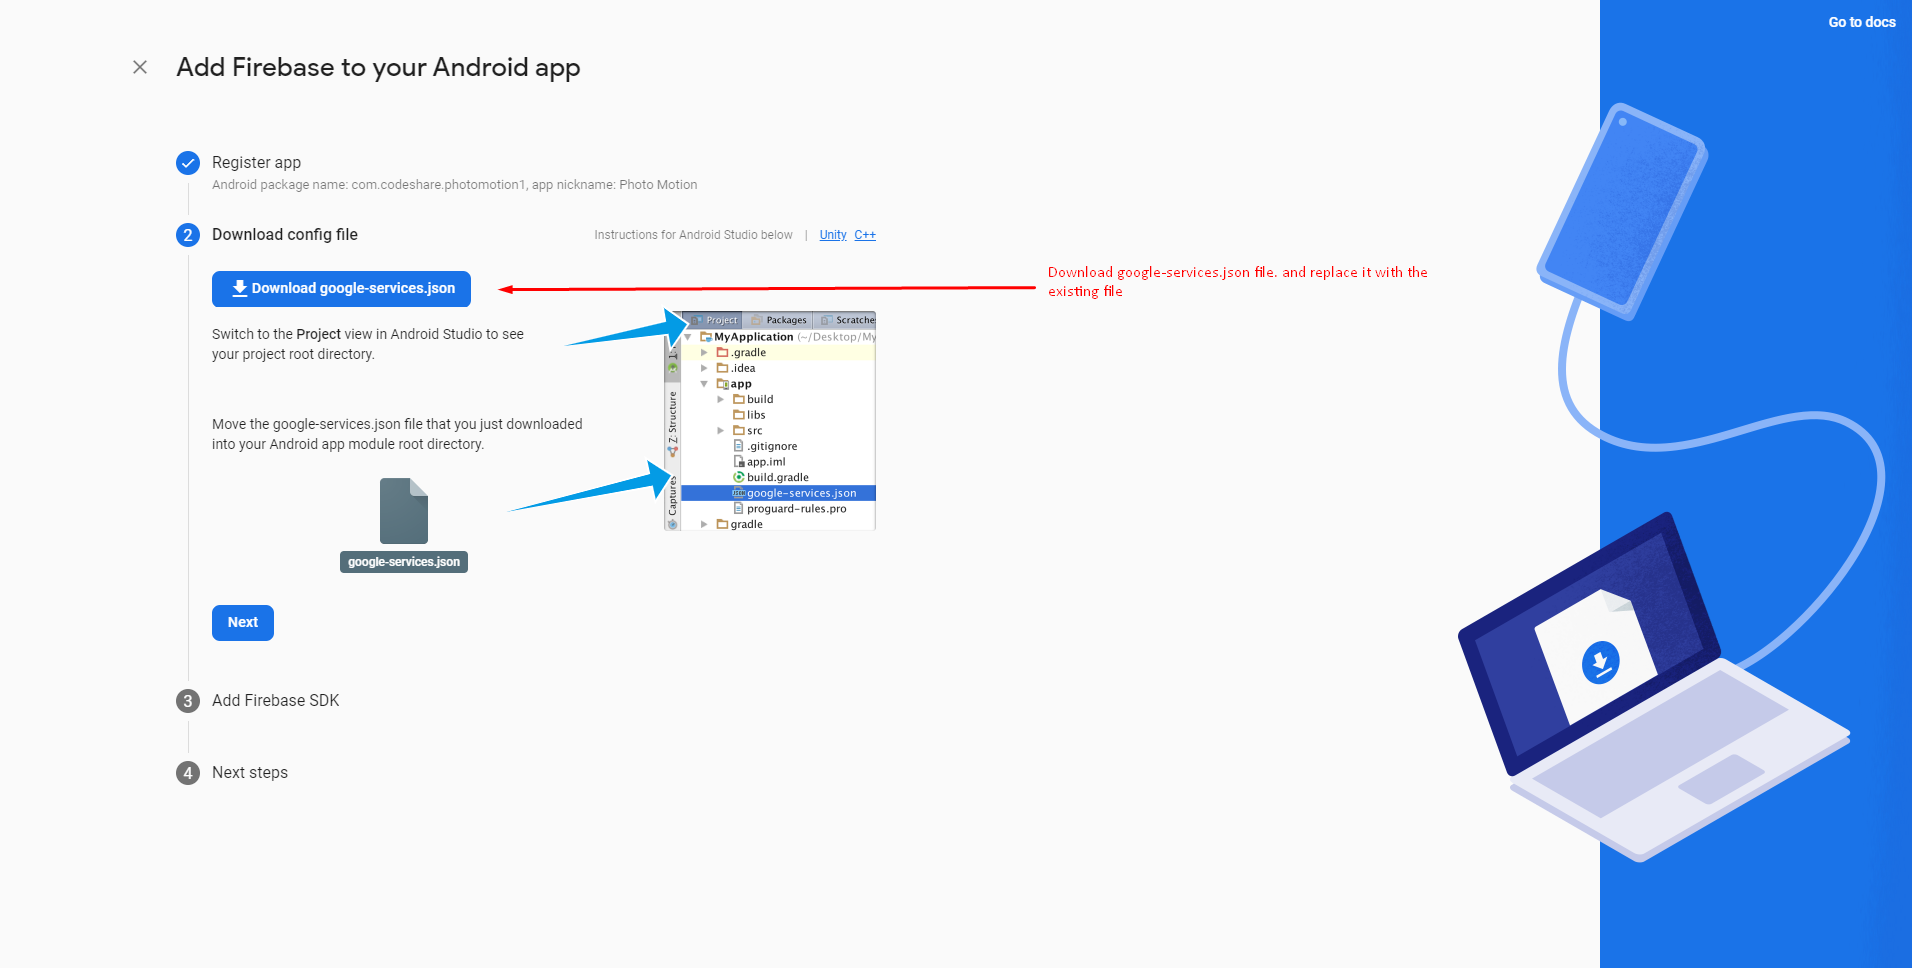 Go to docs
Add Firebase to your Android app
Register app
Android package name: com.codeshare.photomotion1, app nickname: Photo Motion
2
Download config file
Instructions for Android Studio below | Unity C++
Download google-services.json
Download google-services.json file. and replace it with the
existing file
Switch to the Project view in Android Studio to see
your project root directory.
Project Packages Scratches
MyApplication (~/Desktop/My
.gradle
.idea
app
build
libs
src
.gitignore
app.iml
build.gradle
google-services.json
proguard-rules.pro
gradle
Z: Structure
Captures
Move the google-services.json file that you just downloaded
into your Android app module root directory.
google-services.json
Next
3
Add Firebase SDK
4
Next steps